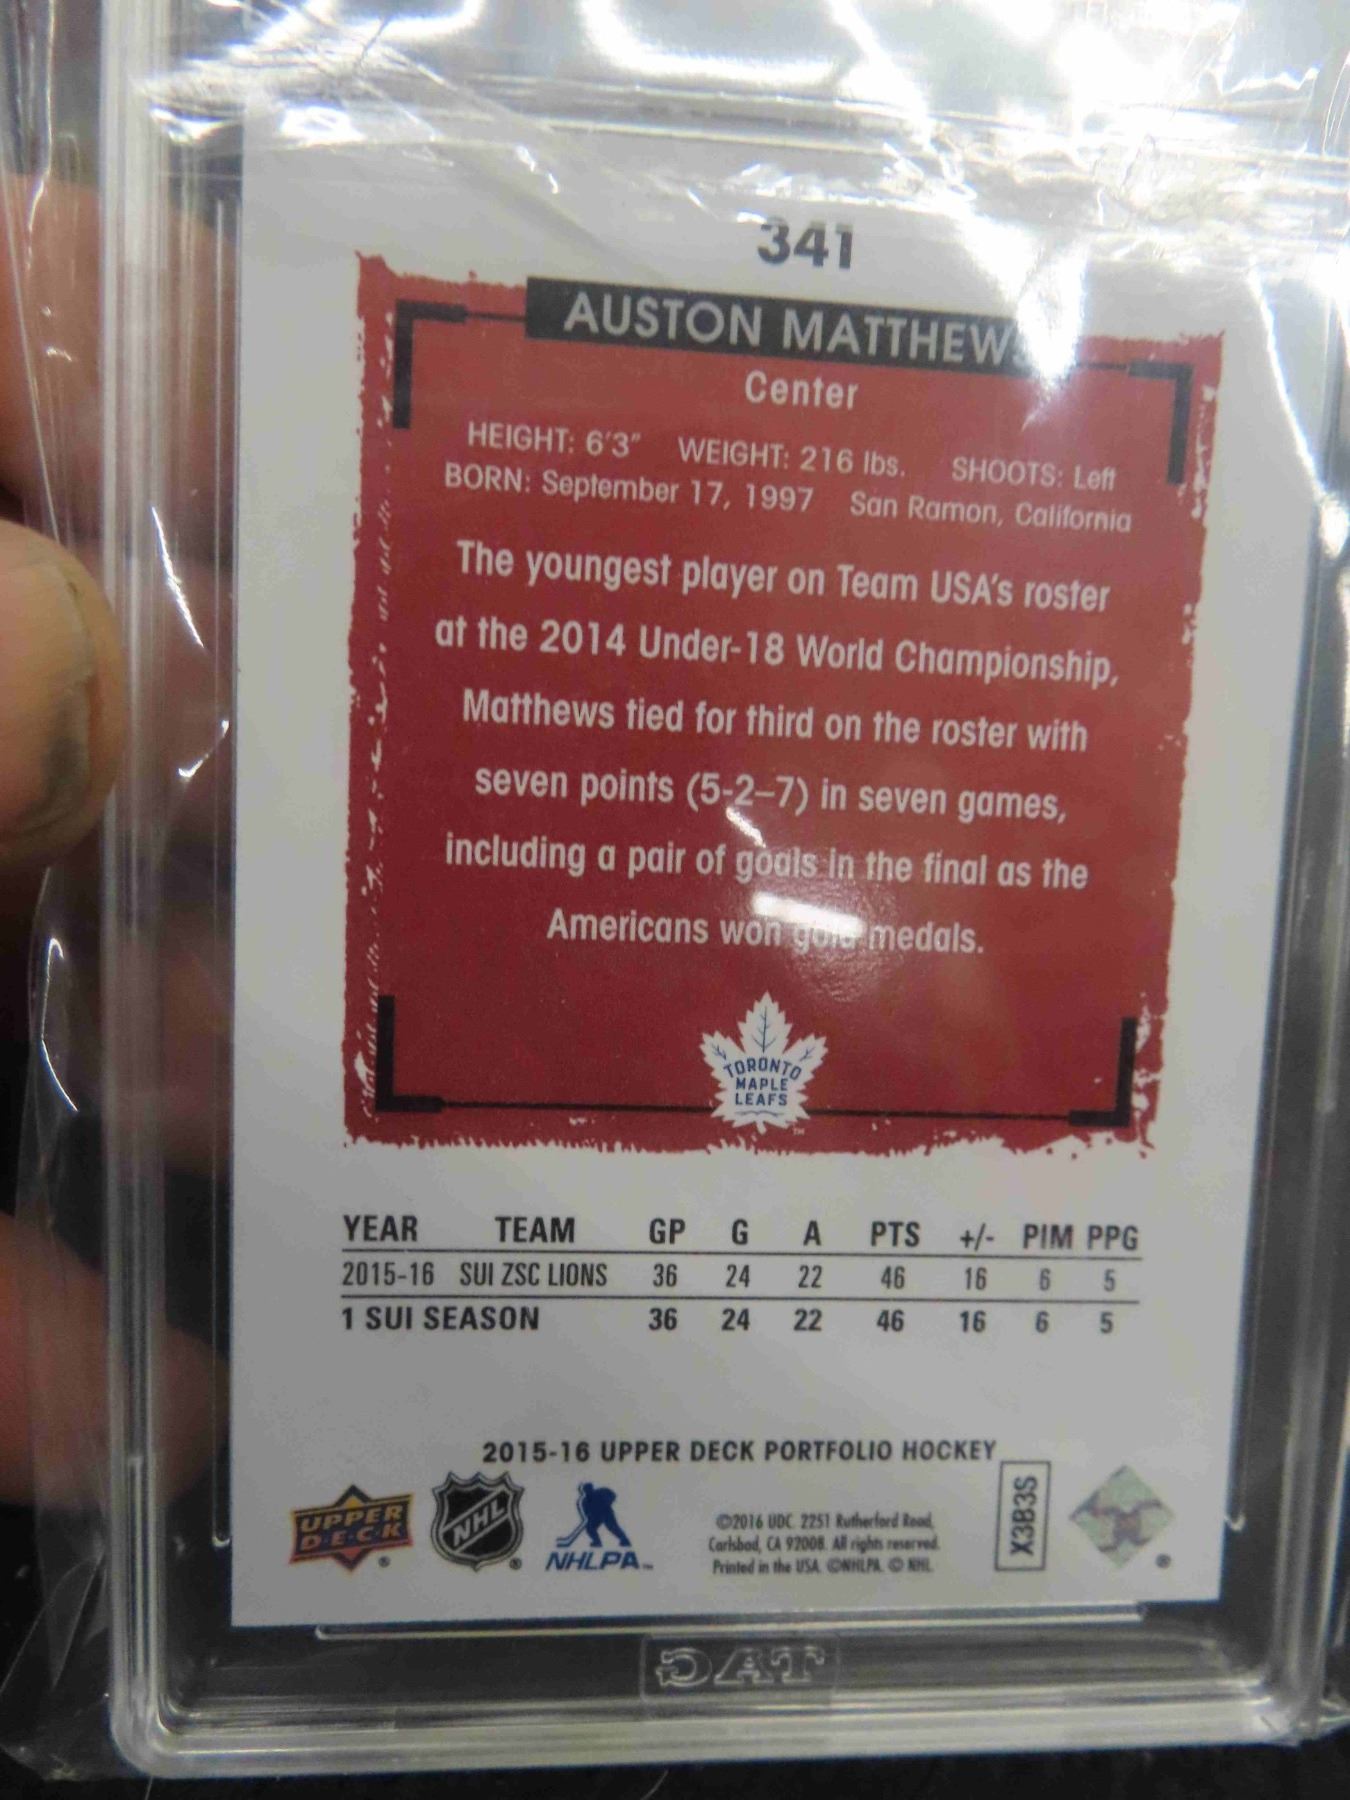 341
AUSTON MATTHEWS
Center
HEIGHT: 6'3" WEIGHT: 216 lbs. SHOOTS: Left
BORN: September 17, 1997 San Ramon, California
The youngest player on Team USA's roster
at the 2014 Under-18 World Championship,
Matthews tied for third on the roster with
seven points (5-2–7) in seven games,
including a pair of goals in the final as the
Americans won gold medals.
TORONTO
MAPLE
LEAFS
TM
YEAR TEAM GP G A PTS +/- PIM PPG
2015-16 SUI ZSC LIONS 36 24 22 46 16 6 5
1 SUI SEASON 36 24 22 46 16 6 5
2015-16 UPPER DECK PORTFOLIO HOCKEY
UPPER
D·E·C·K
®
NHL
®
NHLPA™
©2016 UDC. 2251 Rutherford Road,
Carlsbad, CA 92008. All rights reserved.
Printed in the USA. ©NHLPA. © NHL.
X3B3S
®
TAG